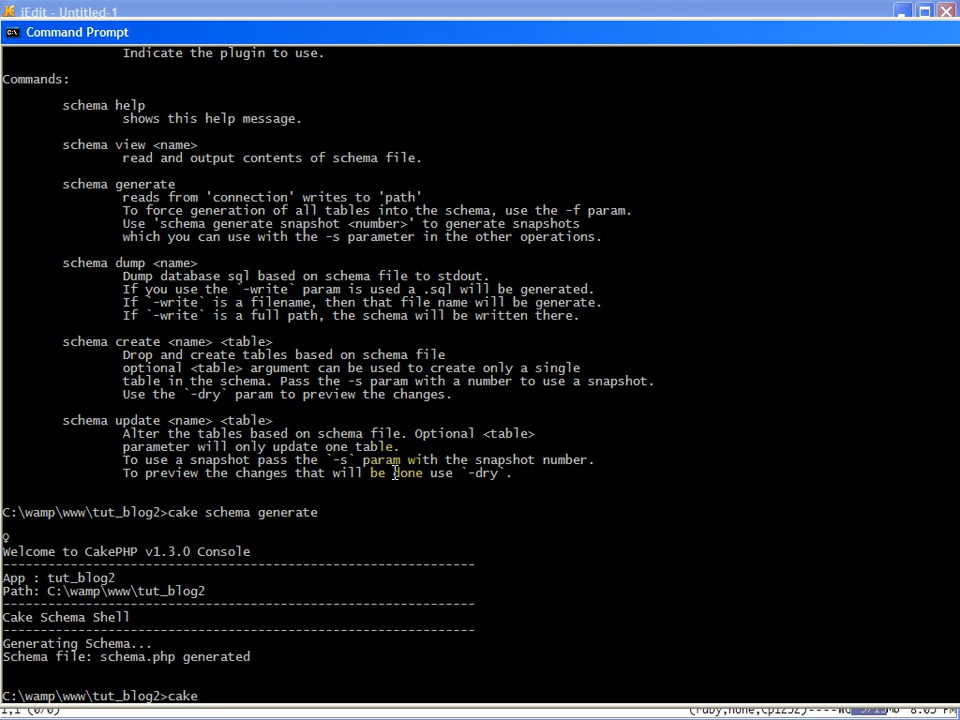 iEdit - Untitled-1
Command Prompt
Indicate the plugin to use.
Commands:
schema help
shows this help message.
schema view <name>
read and output contents of schema file.
schema generate
reads from 'connection' writes to 'path'
To force generation of all tables into the schema, use the -f param.
Use 'schema generate snapshot <number>' to generate snapshots
which you can use with the -s parameter in the other operations.
schema dump <name>
Dump database sql based on schema file to stdout.
If you use the `-write` param is used a .sql will be generated.
If `-write` is a filename, then that file name will be generate.
If `-write` is a full path, the schema will be written there.
schema create <name> <table>
Drop and create tables based on schema file
optional <table> argument can be used to create only a single
table in the schema. Pass the -s param with a number to use a snapshot.
Use the `-dry` param to preview the changes.
schema update <name> <table>
Alter the tables based on schema file. Optional <table>
parameter will only update one table.
To use a snapshot pass the `-s` param with the snapshot number.
To preview the changes that will be done use `-dry`.
C:\wamp\www\tut_blog2>cake schema generate
♀
Welcome to CakePHP v1.3.0 Console
---------------------------------------------------------------
App : tut_blog2
Path: C:\wamp\www\tut_blog2
---------------------------------------------------------------
Cake Schema Shell
---------------------------------------------------------------
Generating Schema...
Schema file: schema.php generated
C:\wamp\www\tut_blog2>cake